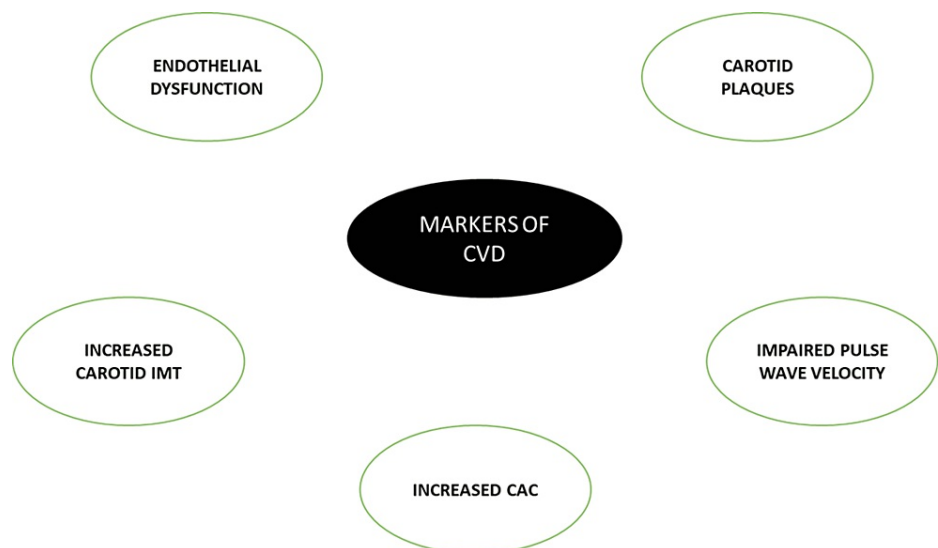 ENDOTHELIAL
DYSFUNCTION
CAROTID
PLAQUES
MARKERS OF
CVD
INCREASED
CAROTID IMT
IMPAIRED PULSE
WAVE VELOCITY
INCREASED CAC